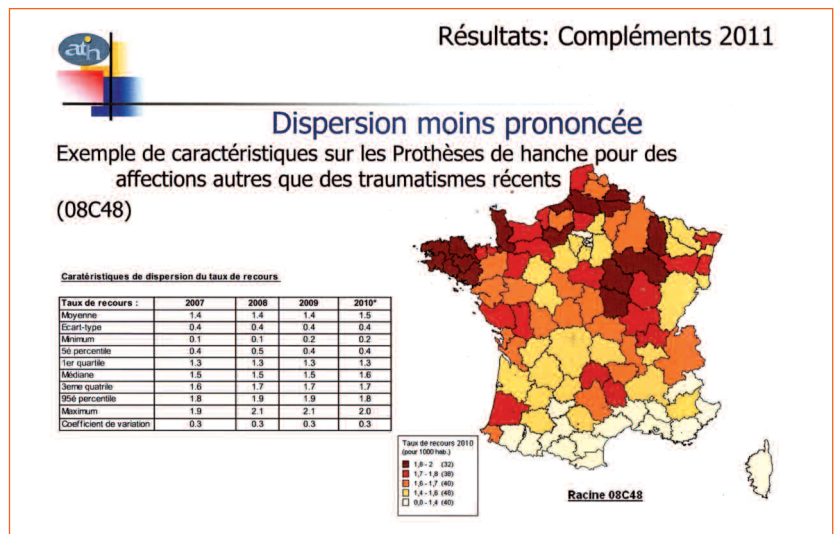 atih
Résultats: Compléments 2011
Dispersion moins prononcée
Exemple de caractéristiques sur les Prothèses de hanche pour des
affections autres que des traumatismes récents
(08C48)
Caratéristiques de dispersion du taux de recours
Taux de recours : 2007 2008 2009 2010*
Moyenne 1.4 1.4 1.4 1.5
Ecart-type 0.4 0.4 0.4 0.4
Minimum 0.1 0.1 0.2 0.2
5é percentile 0.4 0.5 0.4 0.4
1er quartile 1.3 1.3 1.3 1.3
Médiane 1.5 1.5 1.5 1.6
3eme quatrile 1.6 1.7 1.7 1.7
95é percentile 1.8 1.9 1.9 1.8
Maximum 1.9 2.1 2.1 2.0
Coefficient de variation 0.3 0.3 0.3 0.3
Taux de recours 2010
(pour 1000 hab.)
1,8 - 2 (32)
1,7 - 1,8 (38)
1,6 - 1,7 (40)
1,4 - 1,6 (48)
- 1,4 (40)
Racine 08C48